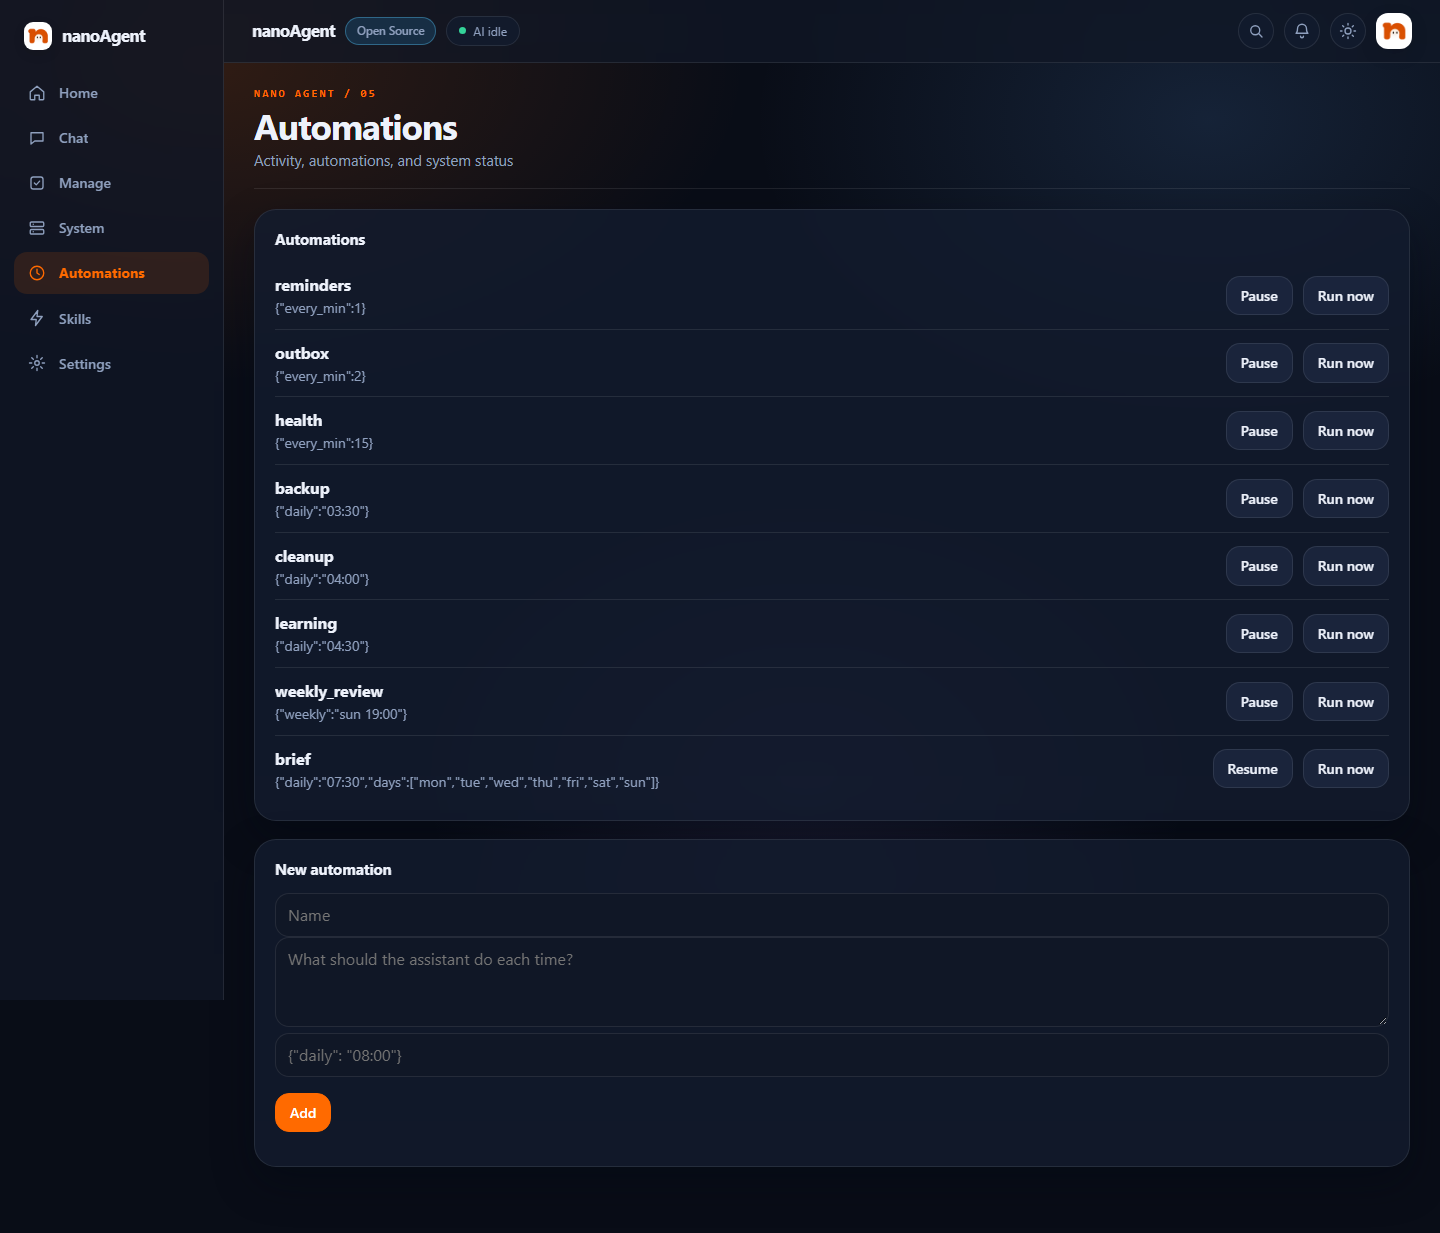 nanoAgent
Home
Chat
Manage
System
Automations
Skills
Settings
nanoAgent Open Source AI idle
NANO AGENT / 05
Automations
Activity, automations, and system status
Automations
reminders
{"every_min":1}
Pause Run now
outbox
{"every_min":2}
Pause Run now
health
{"every_min":15}
Pause Run now
backup
{"daily":"03:30"}
Pause Run now
cleanup
{"daily":"04:00"}
Pause Run now
learning
{"daily":"04:30"}
Pause Run now
weekly_review
{"weekly":"sun 19:00"}
Pause Run now
brief
{"daily":"07:30","days":["mon","tue","wed","thu","fri","sat","sun"]}
Resume Run now
New automation
Name
What should the assistant do each time?
{"daily": "08:00"}
Add